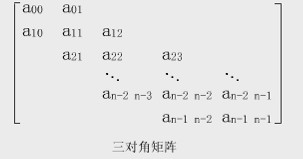 a00 a01
a10 a11 a12
a21 a22 a23
⋱ ⋱ ⋱
an-2 n-3 an-2 n-2 an-2 n-1
an-1 n-2 an-1 n-1
三对角矩阵